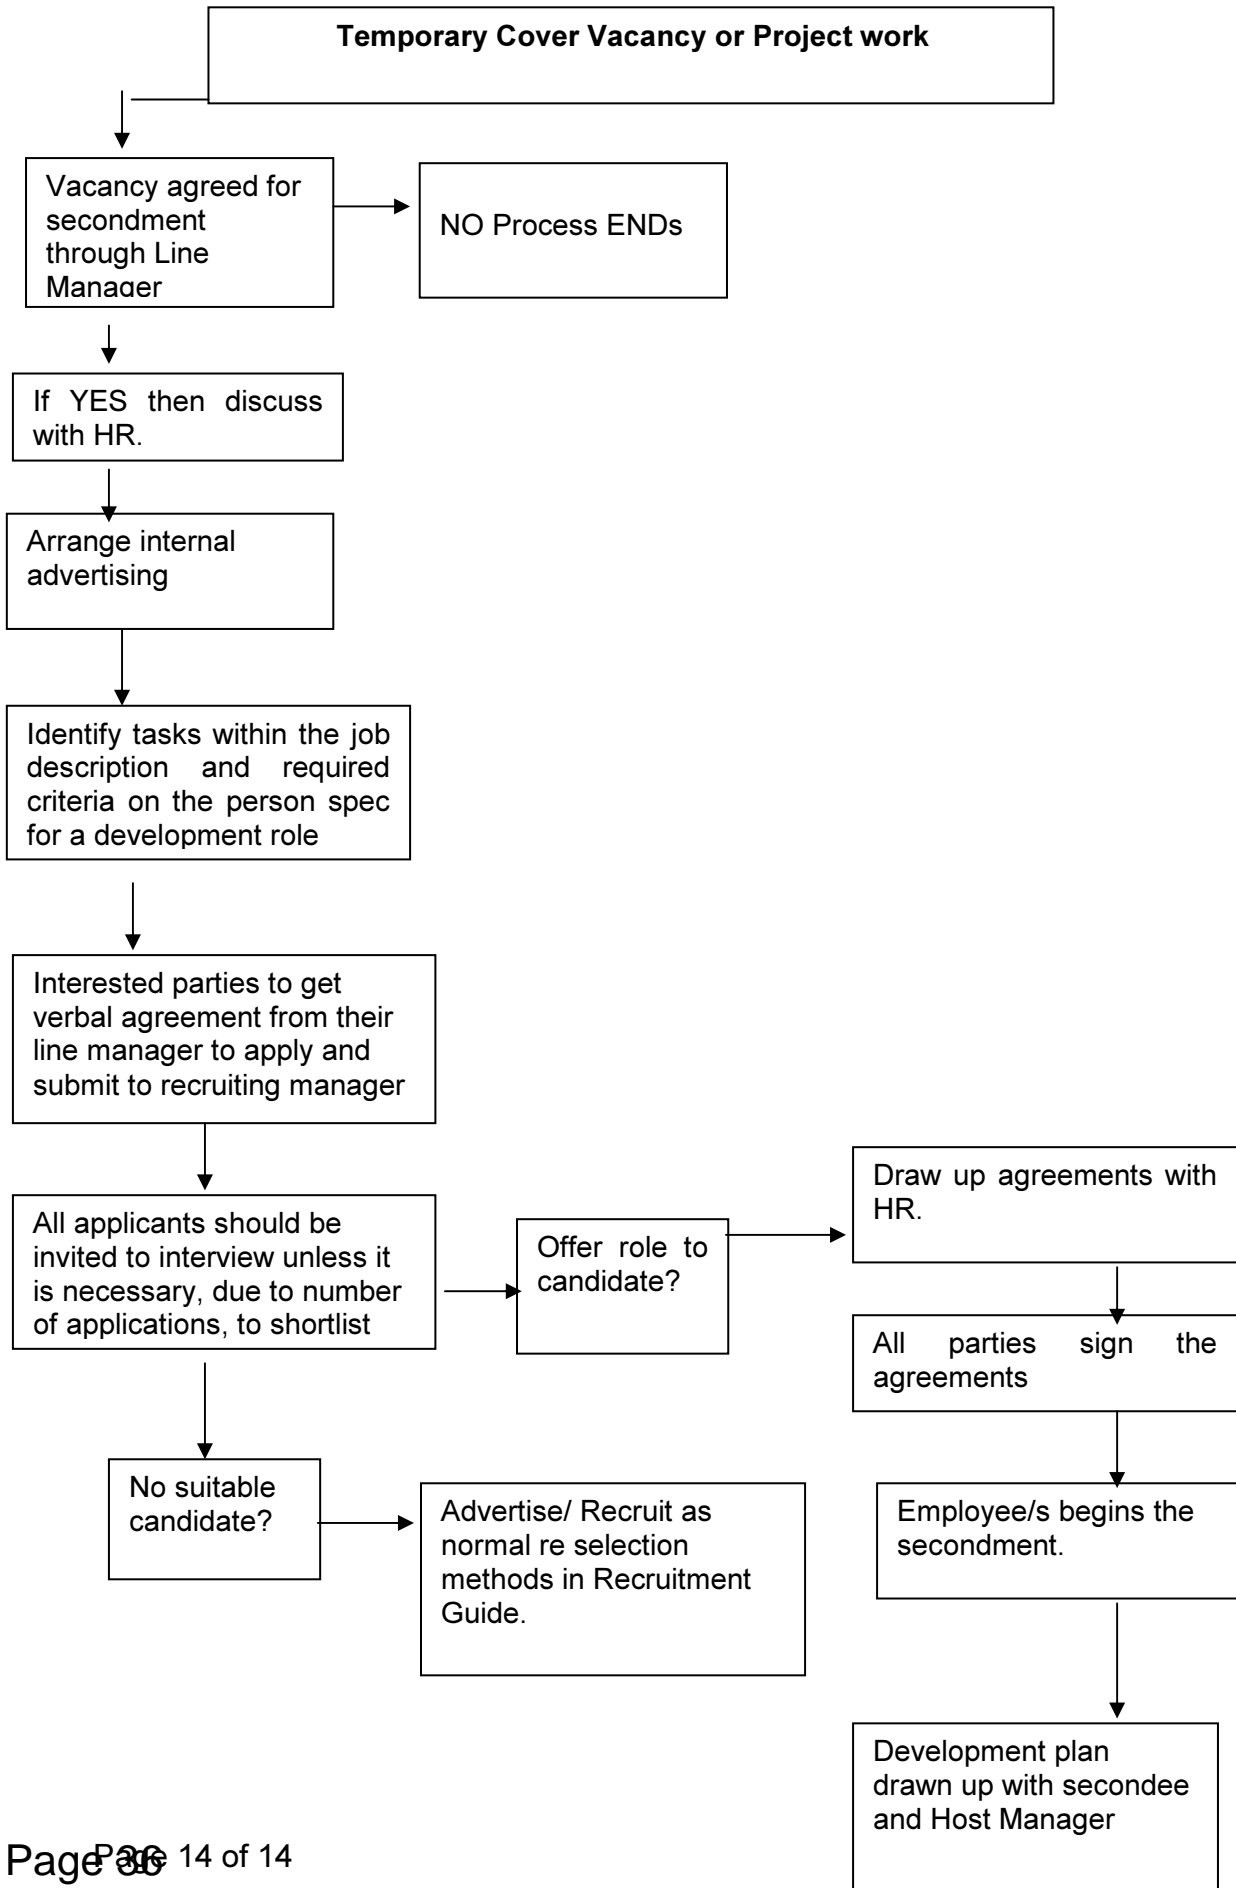 Temporary Cover Vacancy or Project work
Vacancy agreed for
secondment
through Line
Manager
NO Process ENDs
If YES then discuss
with HR.
Arrange internal
advertising
Identify tasks within the job
description and required
criteria on the person spec
for a development role
Interested parties to get
verbal agreement from their
line manager to apply and
submit to recruiting manager
All applicants should be
invited to interview unless it
is necessary, due to number
of applications, to shortlist
Offer role to
candidate?
Draw up agreements with
HR.
All parties sign the
agreements
Employee/s begins the
secondment.
Development plan
drawn up with secondee
and Host Manager
No suitable
candidate?
Advertise/ Recruit as
normal re selection
methods in Recruitment
Guide.
Page 36
Page 14 of 14